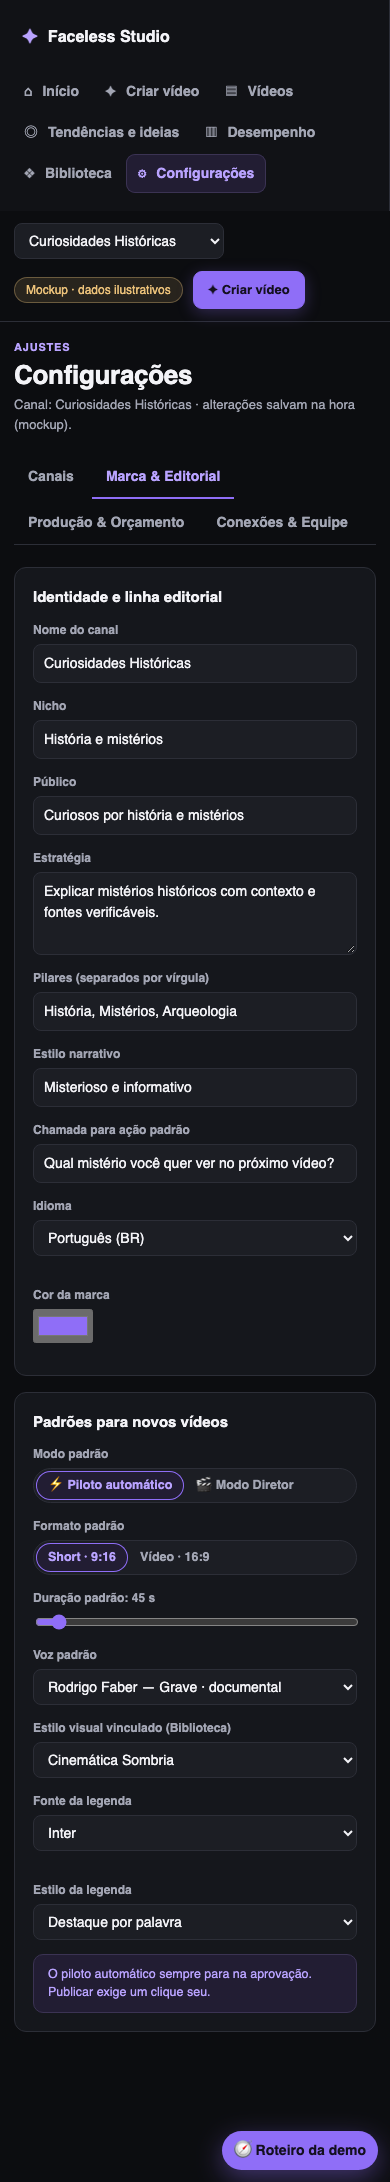 Faceless Studio
Início
Criar vídeo
Vídeos
Tendências e ideias
Desempenho
Biblioteca
Configurações
Curiosidades Históricas
Mockup · dados ilustrativos
✦ Criar vídeo
AJUSTES
Configurações
Canal: Curiosidades Históricas · alterações salvam na hora
(mockup).
Canais
Marca & Editorial
Produção & Orçamento
Conexões & Equipe
Identidade e linha editorial
Nome do canal
Curiosidades Históricas
Nicho
História e mistérios
Público
Curiosos por história e mistérios
Estratégia
Explicar mistérios históricos com contexto e
fontes verificáveis.
Pilares (separados por vírgula)
História, Mistérios, Arqueologia
Estilo narrativo
Misterioso e informativo
Chamada para ação padrão
Qual mistério você quer ver no próximo vídeo?
Idioma
Português (BR)
Cor da marca
Padrões para novos vídeos
Modo padrão
⚡ Piloto automático
🎬 Modo Diretor
Formato padrão
Short · 9:16
Vídeo · 16:9
Duração padrão: 45 s
Voz padrão
Rodrigo Faber — Grave · documental
Estilo visual vinculado (Biblioteca)
Cinemática Sombria
Fonte da legenda
Inter
Estilo da legenda
Destaque por palavra
O piloto automático sempre para na aprovação.
Publicar exige um clique seu.
🧭 Roteiro da demo